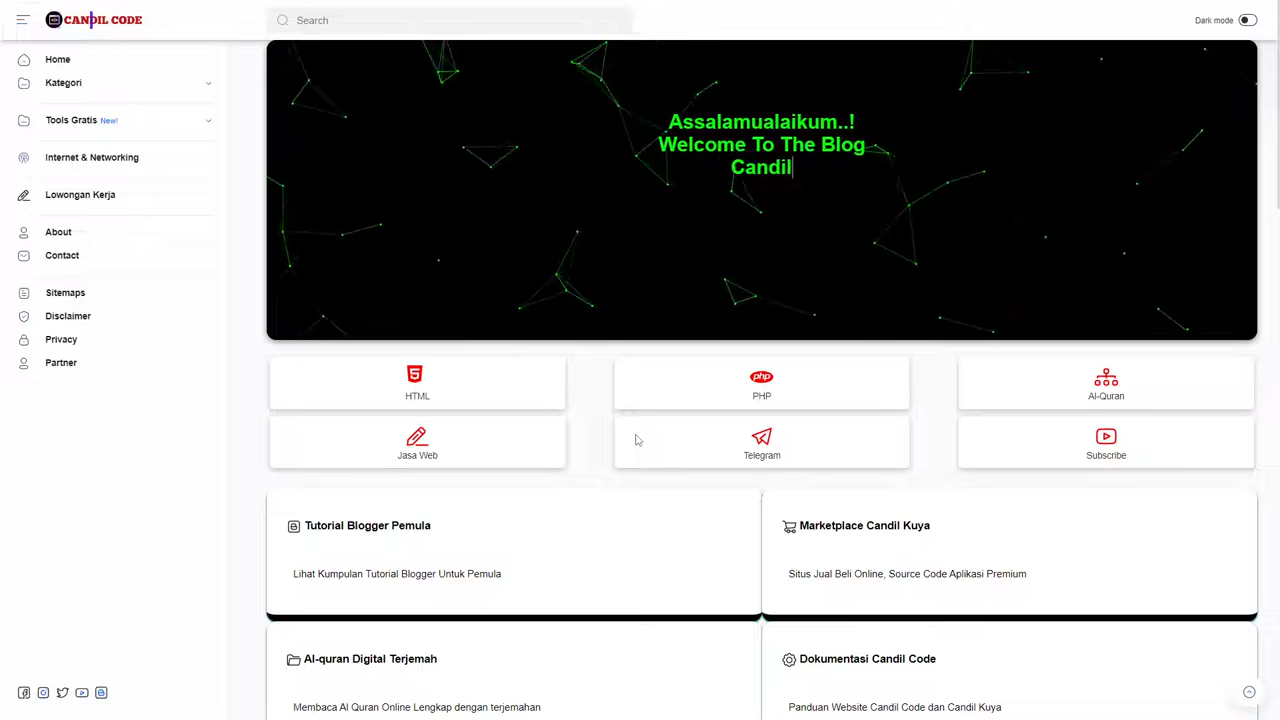 CANDIL CODE
Search
Dark mode
Home
Kategori
Tools Gratis New!
Internet & Networking
Lowongan Kerja
About
Contact
Sitemaps
Disclaimer
Privacy
Partner
Assalamualaikum..!
Welcome To The Blog
Candil
HTML
PHP
Al-Quran
Jasa Web
Telegram
Subscribe
Tutorial Blogger Pemula
Lihat Kumpulan Tutorial Blogger Untuk Pemula
Marketplace Candil Kuya
Situs Jual Beli Online, Source Code Aplikasi Premium
Al-quran Digital Terjemah
Membaca Al Quran Online Lengkap dengan terjemahan
Dokumentasi Candil Code
Panduan Website Candil Code dan Candil Kuya